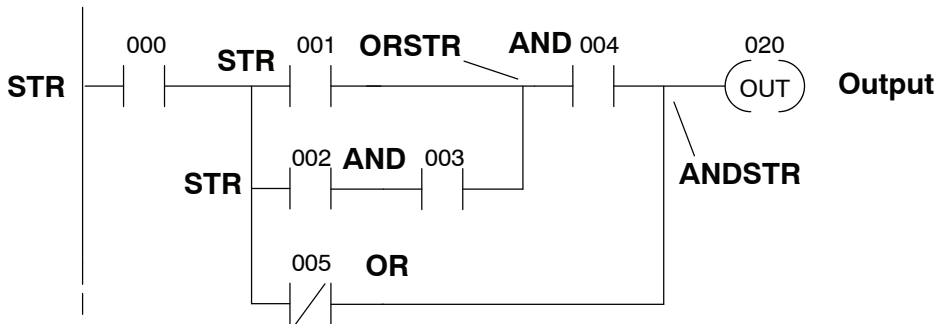 000 STR 001 ORSTR AND 004 020
STR OUT Output
002 AND 003
STR ANDSTR
005 OR